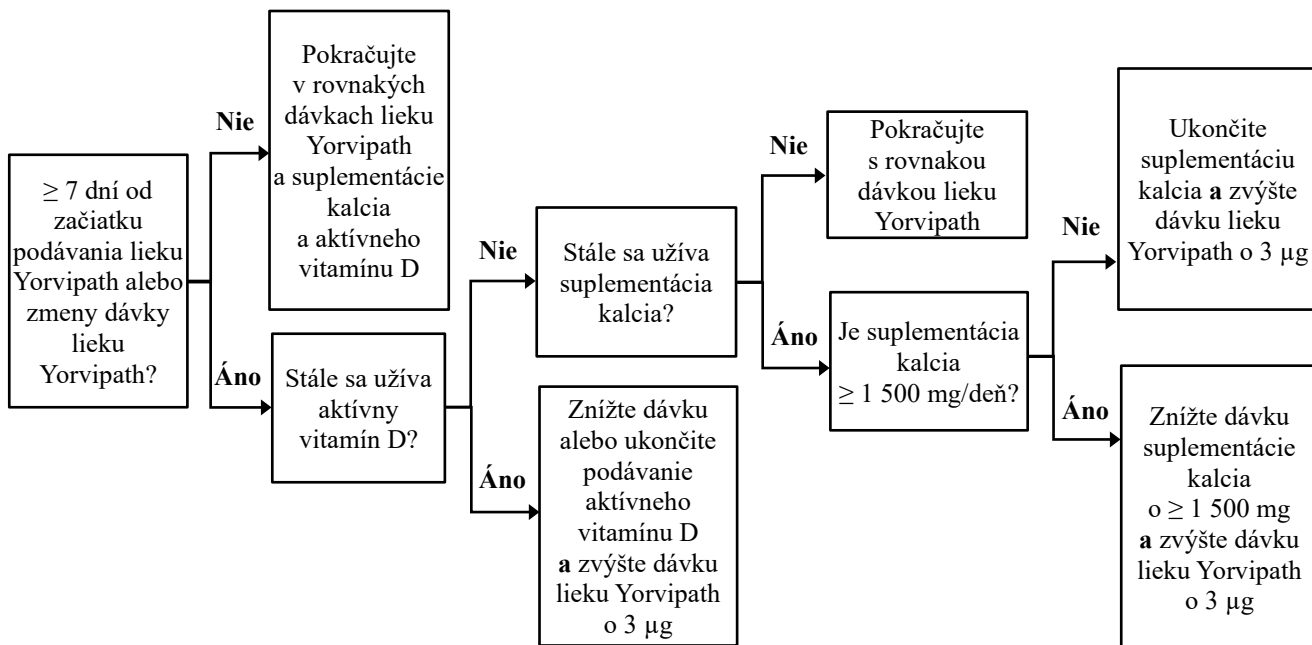 ≥ 7 dní od
začiatku
podávania lieku
Yorvipath alebo
zmeny dávky
lieku
Yorvipath?
Nie
Pokračujte
v rovnakých
dávkach lieku
Yorvipath
a suplementácie
kalcia
a aktívneho
vitamínu D
Áno
Stále sa užíva
aktívny
vitamín D?
Nie
Stále sa užíva
suplementácia
kalcia?
Áno
Znížte dávku
alebo ukončite
podávanie
aktívneho
vitamínu D
a zvýšte dávku
lieku Yorvipath
o 3 µg
Nie
Pokračujte
s rovnakou
dávkou lieku
Yorvipath
Áno
Je suplementácia
kalcia
≥ 1 500 mg/deň?
Nie
Ukončite
suplementáciu
kalcia a zvýšte
dávku lieku
Yorvipath o 3 µg
Áno
Znížte dávku
suplementácie
kalcia
o ≥ 1 500 mg
a zvýšte dávku
lieku Yorvipath
o 3 µg